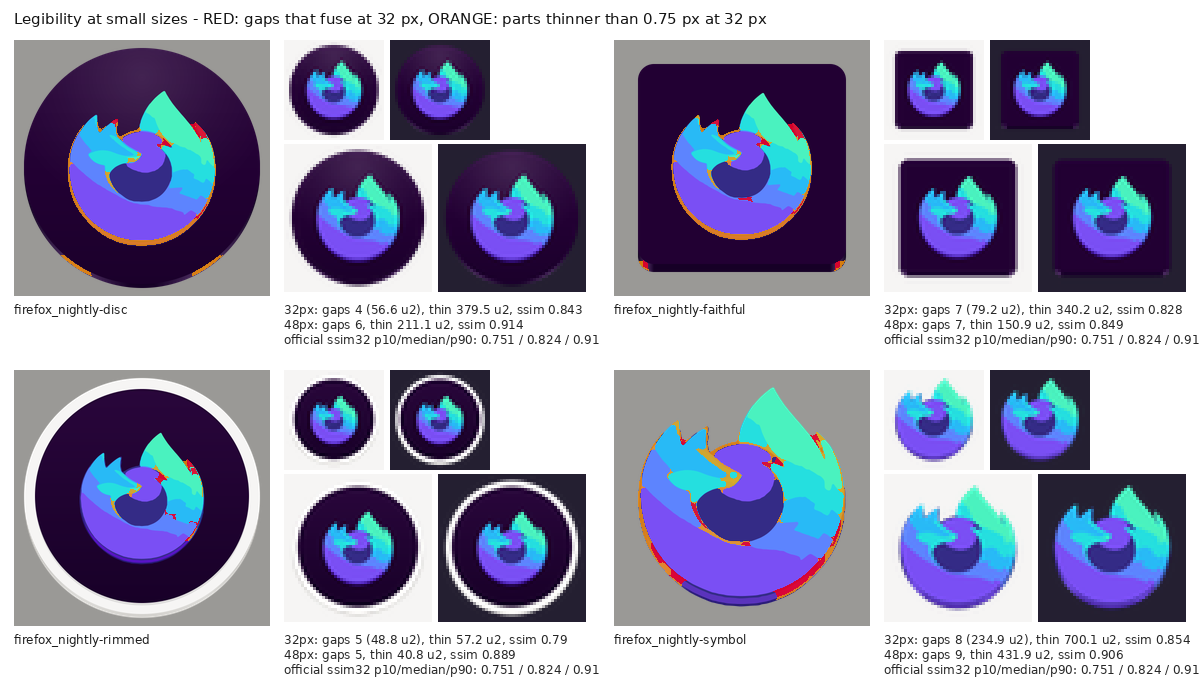 Legibility at small sizes - RED: gaps that fuse at 32 px, ORANGE: parts thinner than 0.75 px at 32 px
firefox_nightly-disc
32px: gaps 4 (56.6 u2), thin 379.5 u2, ssim 0.843
48px: gaps 6, thin 211.1 u2, ssim 0.914
official ssim32 p10/median/p90: 0.751 / 0.824 / 0.91
firefox_nightly-faithful
32px: gaps 7 (79.2 u2), thin 340.2 u2, ssim 0.828
48px: gaps 7, thin 150.9 u2, ssim 0.849
official ssim32 p10/median/p90: 0.751 / 0.824 / 0.91
firefox_nightly-rimmed
32px: gaps 5 (48.8 u2), thin 57.2 u2, ssim 0.79
48px: gaps 5, thin 40.8 u2, ssim 0.889
official ssim32 p10/median/p90: 0.751 / 0.824 / 0.91
firefox_nightly-symbol
32px: gaps 8 (234.9 u2), thin 700.1 u2, ssim 0.854
48px: gaps 9, thin 431.9 u2, ssim 0.906
official ssim32 p10/median/p90: 0.751 / 0.824 / 0.91